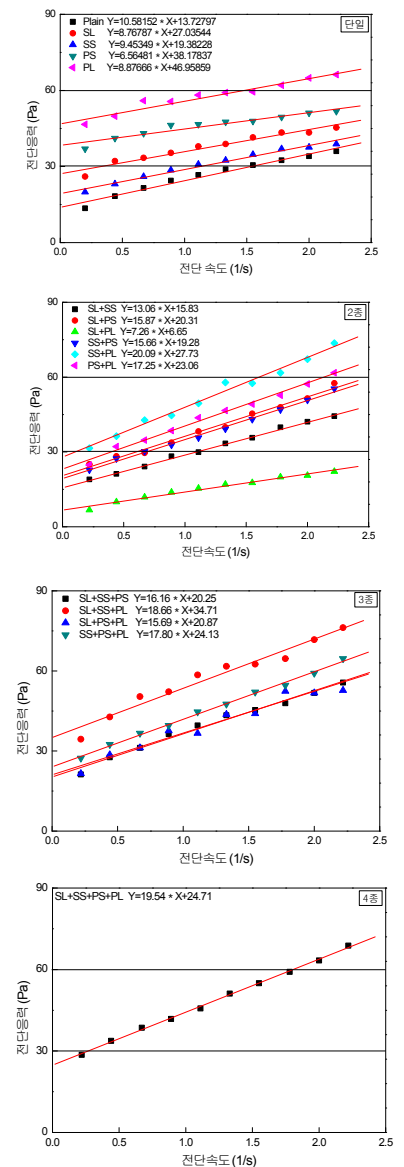 90
60
30
0
전단응력 (Pa)
Plain Y=10.58152 * X+13.72797
SL Y=8.76787 * X+27.03544
SS Y=9.45349 * X+19.38228
PS Y=6.56481 * X+38.17837
PL Y=8.87666 * X+46.95859
단일
0.0 0.5 1.0 1.5 2.0 2.5
전단 속도 (1/s)
90
60
30
0
전단응력 (Pa)
SL+SS Y=13.06 * X+15.83
SL+PS Y=15.87 * X+20.31
SL+PL Y=7.26 * X+6.65
SS+PS Y=15.66 * X+19.28
SS+PL Y=20.09 * X+27.73
PS+PL Y=17.25 * X+23.06
2종
0.0 0.5 1.0 1.5 2.0 2.5
전단속도 (1/s)
90
60
30
0
전단응력 (Pa)
SL+SS+PS Y=16.16 * X+20.25
SL+SS+PL Y=18.66 * X+34.71
SL+PS+PL Y=15.69 * X+20.87
SS+PS+PL Y=17.80 * X+24.13
3종
0.0 0.5 1.0 1.5 2.0 2.5
전단속도 (1/s)
90
60
30
0
전단응력 (Pa)
SL+SS+PS+PL Y=19.54 * X+24.71
4종
0.0 0.5 1.0 1.5 2.0 2.5
전단속도 (1/s)